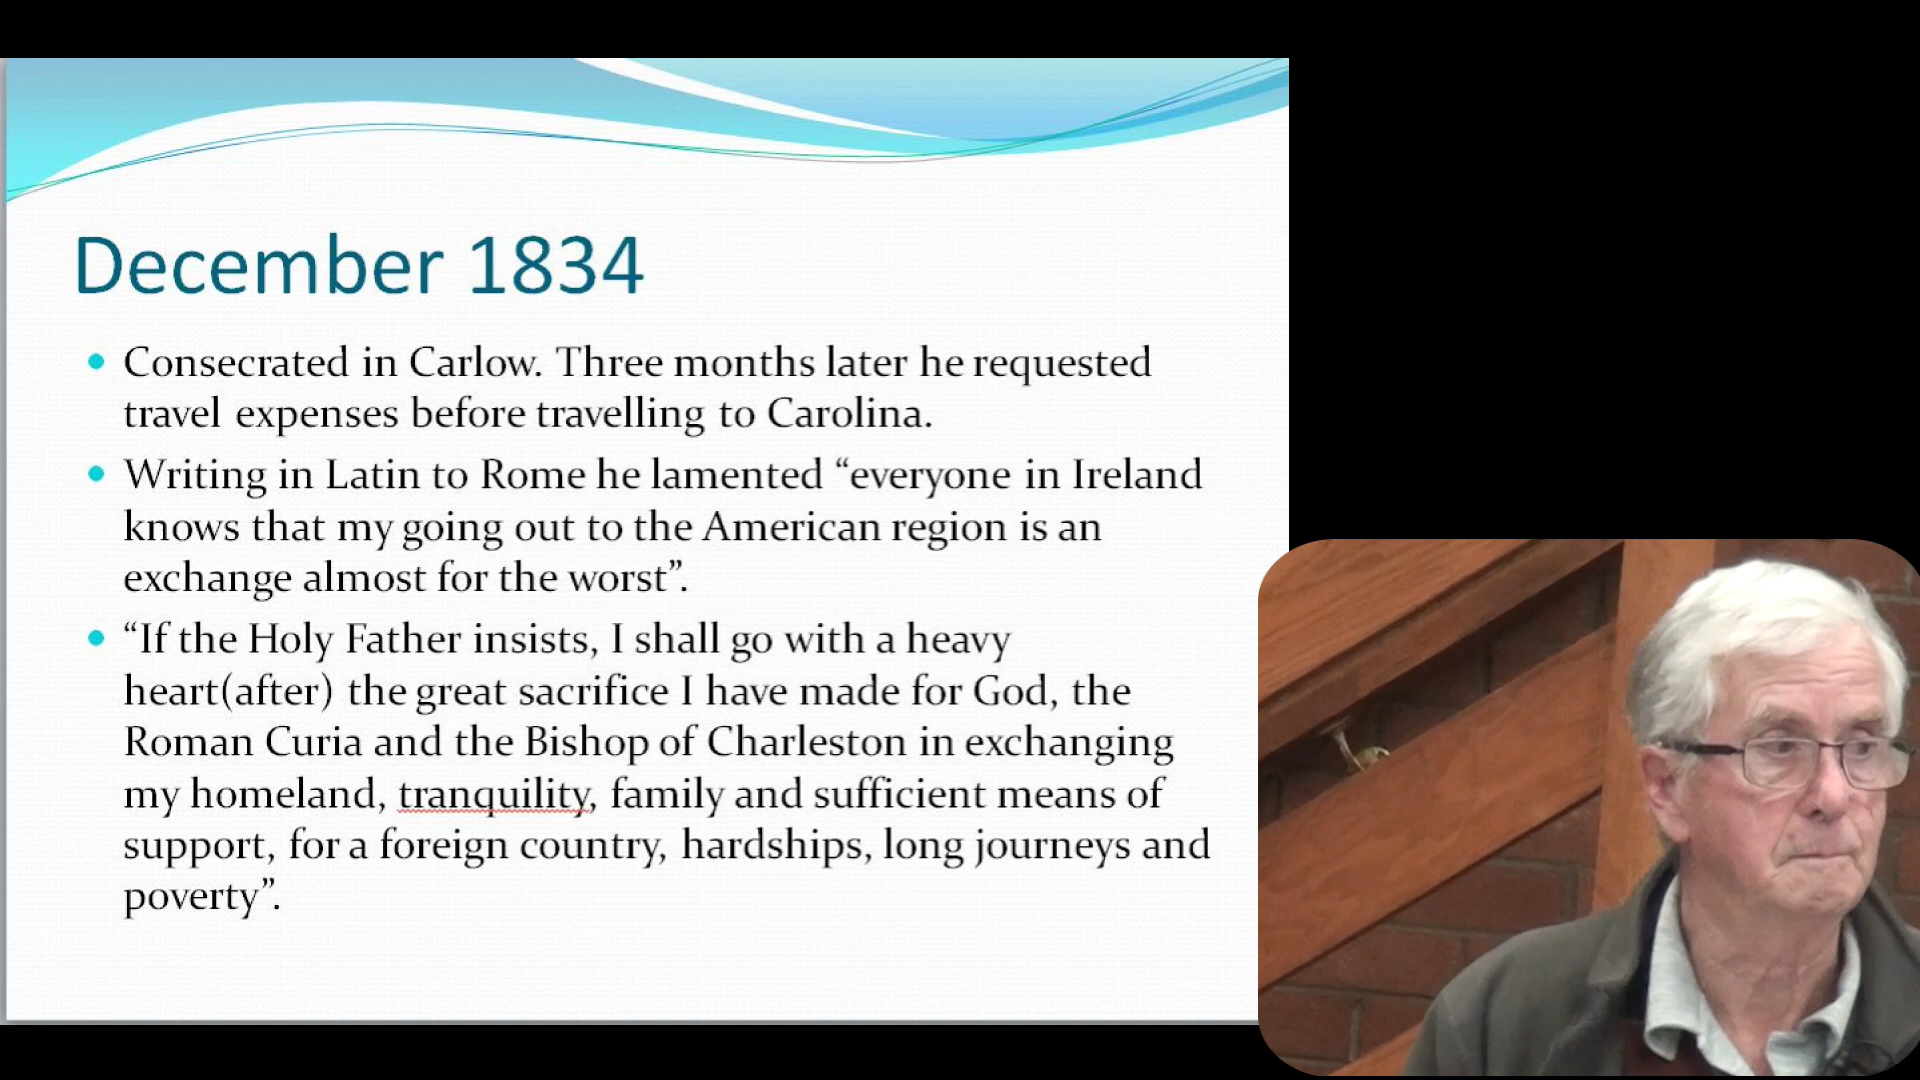 December 1834
Consecrated in Carlow. Three months later he requested
travel expenses before travelling to Carolina.
Writing in Latin to Rome he lamented “everyone in Ireland
knows that my going out to the American region is an
exchange almost for the worst”.
“If the Holy Father insists, I shall go with a heavy
heart(after) the great sacrifice I have made for God, the
Roman Curia and the Bishop of Charleston in exchanging
my homeland, tranquility, family and sufficient means of
support, for a foreign country, hardships, long journeys and
poverty”.